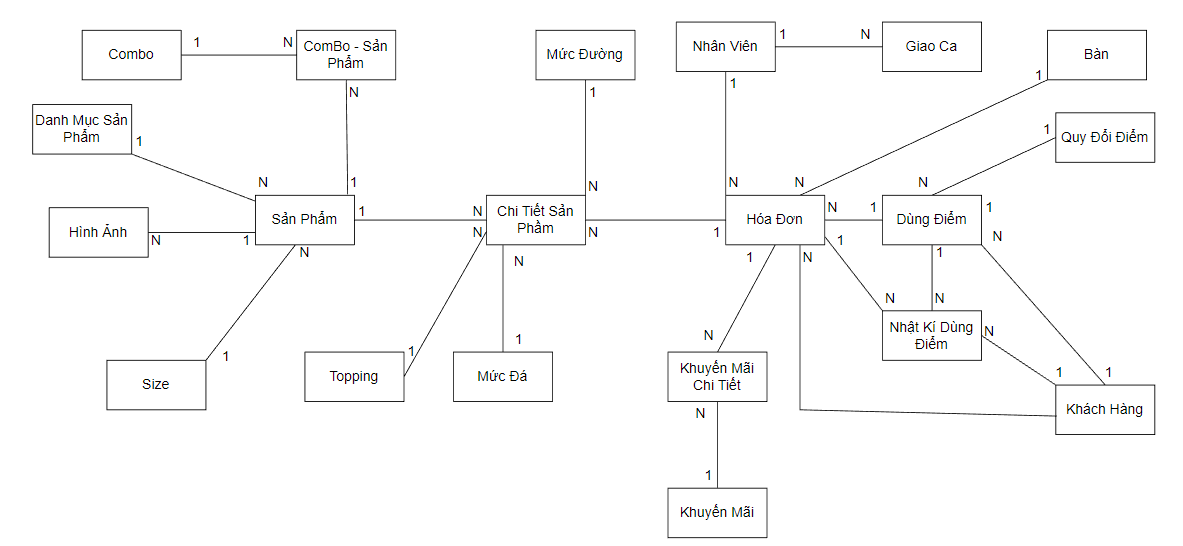 Combo
1
N
ComBo - Sản
Phẩm
Mức Đường
Nhân Viên
1
N
Giao Ca
Bàn
1
N
1
1
Danh Mục Sản
Phẩm
1
1
Quy Đổi Điểm
N
1
N
N
N
N
Sản Phẩm
1
N
Chi Tiết Sản
Phầm
Hóa Đơn
N
1
Dùng Điểm
1
Hình Ảnh
N
1
N
N
1
1
N
N
N
1
N
1
N
N
Nhật Kí Dùng
Điểm
N
N
1
1
1
Size
Topping
Mức Đá
Khuyến Mãi
Chi Tiết
1
1
Khách Hàng
N
1
Khuyến Mãi